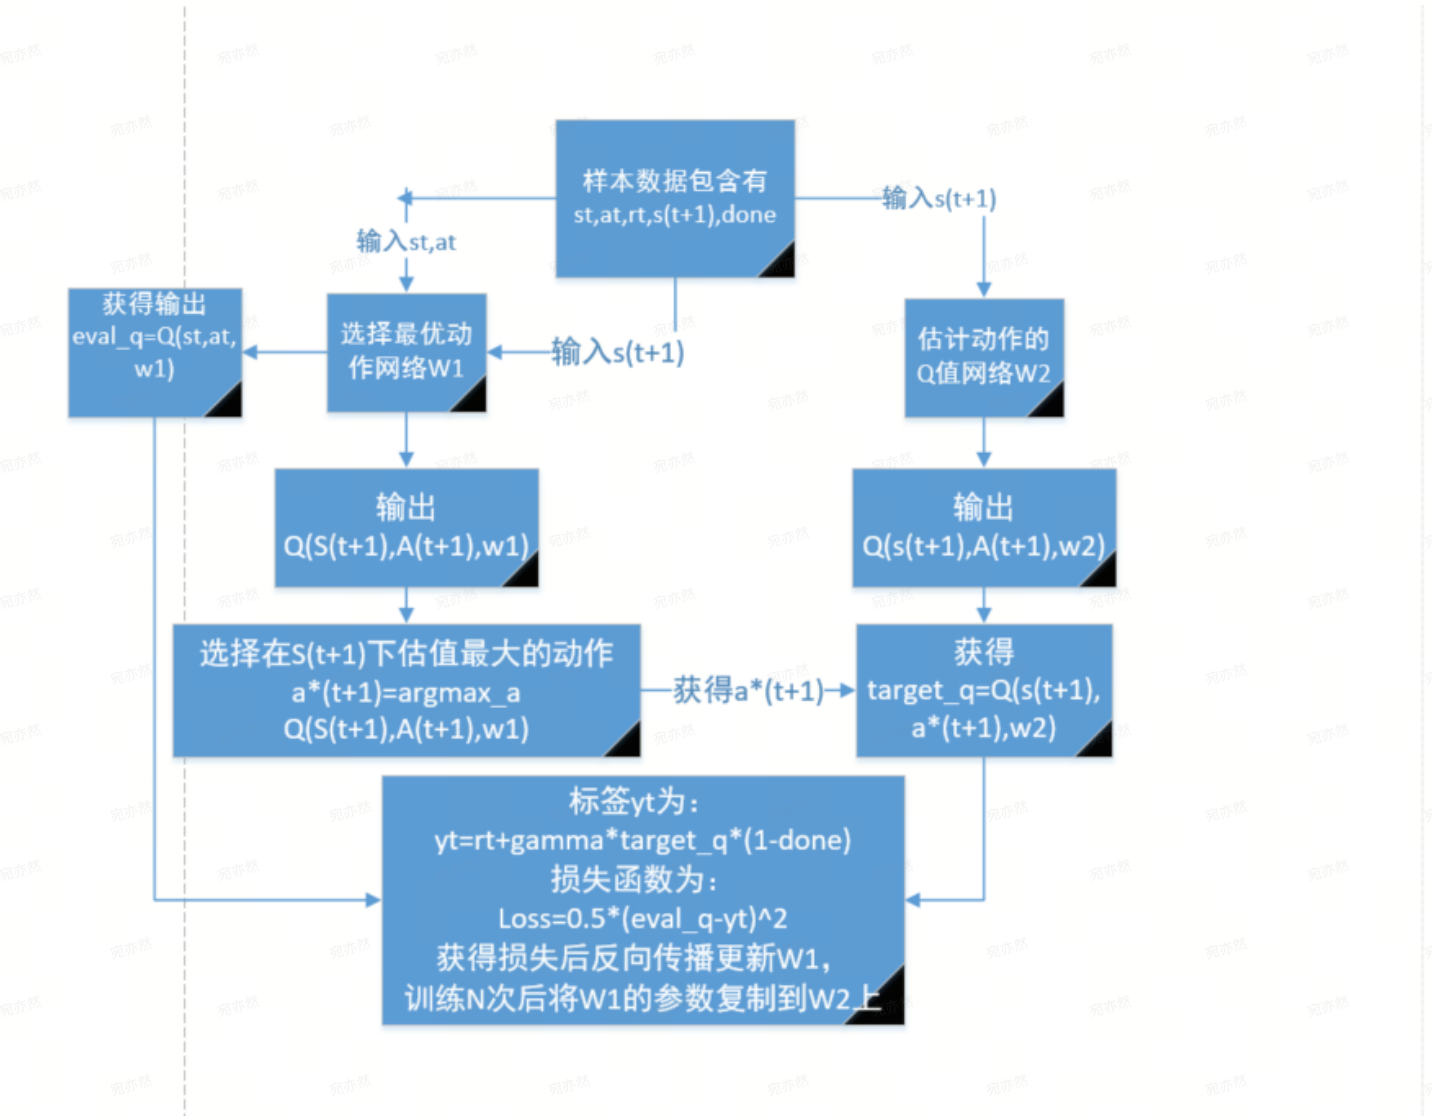 样本数据包含有
st,at,rt,s(t+1),done
输入s(t+1)
输入st,at
获得输出
eval_q=Q(st,at,
w1)
选择最优动
作网络W1
输入s(t+1)
估计动作的
Q值网络W2
输出
Q(S(t+1),A(t+1),w1)
输出
Q(s(t+1),A(t+1),w2)
选择在S(t+1)下估值最大的动作
a*(t+1)=argmax_a
Q(S(t+1),A(t+1),w1)
获得a*(t+1)
获得
target_q=Q(s(t+1),
a*(t+1),w2)
标签yt为：
yt=rt+gamma*target_q*(1-done)
损失函数为：
Loss=0.5*(eval_q-yt)^2
获得损失后反向传播更新W1，
训练N次后将W1的参数复制到W2上
宛亦然